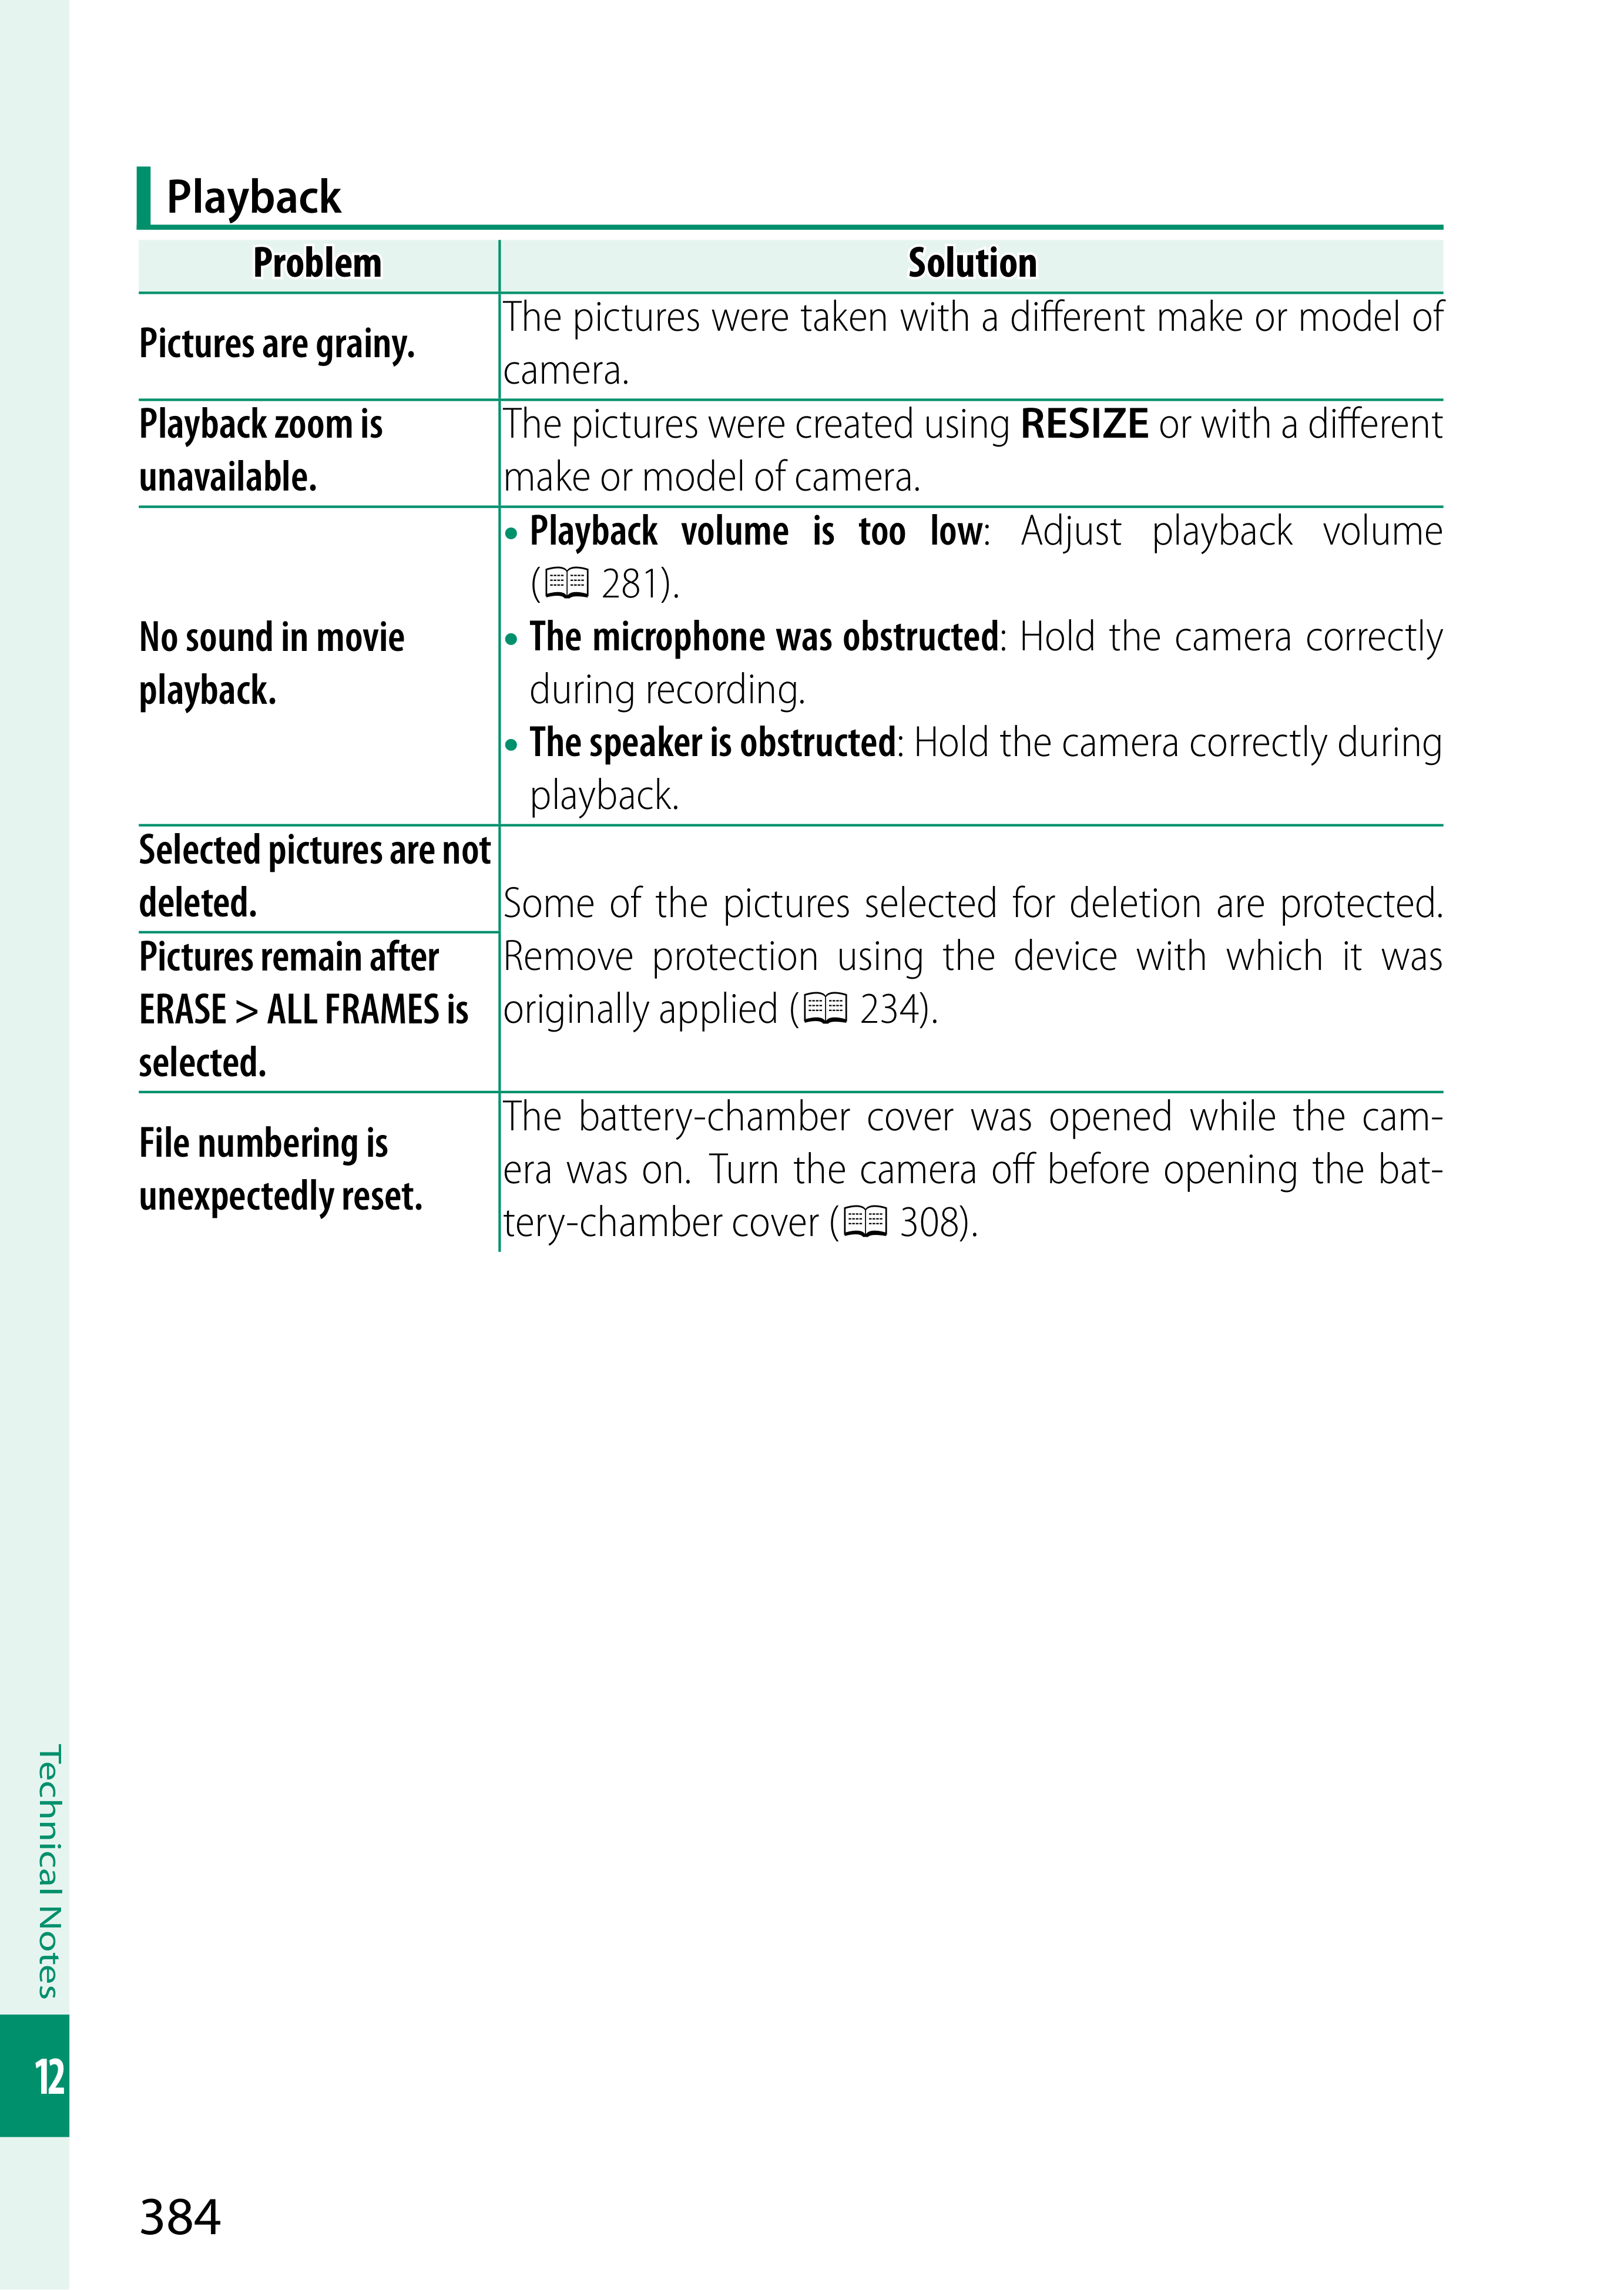 Playback
Problem Solution
Pictures are grainy.
The pictures were taken with a different make or model of
camera.
Playback zoom is
unavailable.
The pictures were created using RESIZE or with a different
make or model of camera.
No sound in movie
playback.
• Playback volume is too low: Adjust playback volume
(📖 281).
• The microphone was obstructed: Hold the camera correctly
during recording.
• The speaker is obstructed: Hold the camera correctly during
playback.
Selected pictures are not
deleted.
Pictures remain after
ERASE > ALL FRAMES is
selected.
Some of the pictures selected for deletion are protected.
Remove protection using the device with which it was
originally applied (📖 234).
File numbering is
unexpectedly reset.
The battery-chamber cover was opened while the cam-
era was on. Turn the camera off before opening the bat-
tery-chamber cover (📖 308).
Technical Notes
12
384